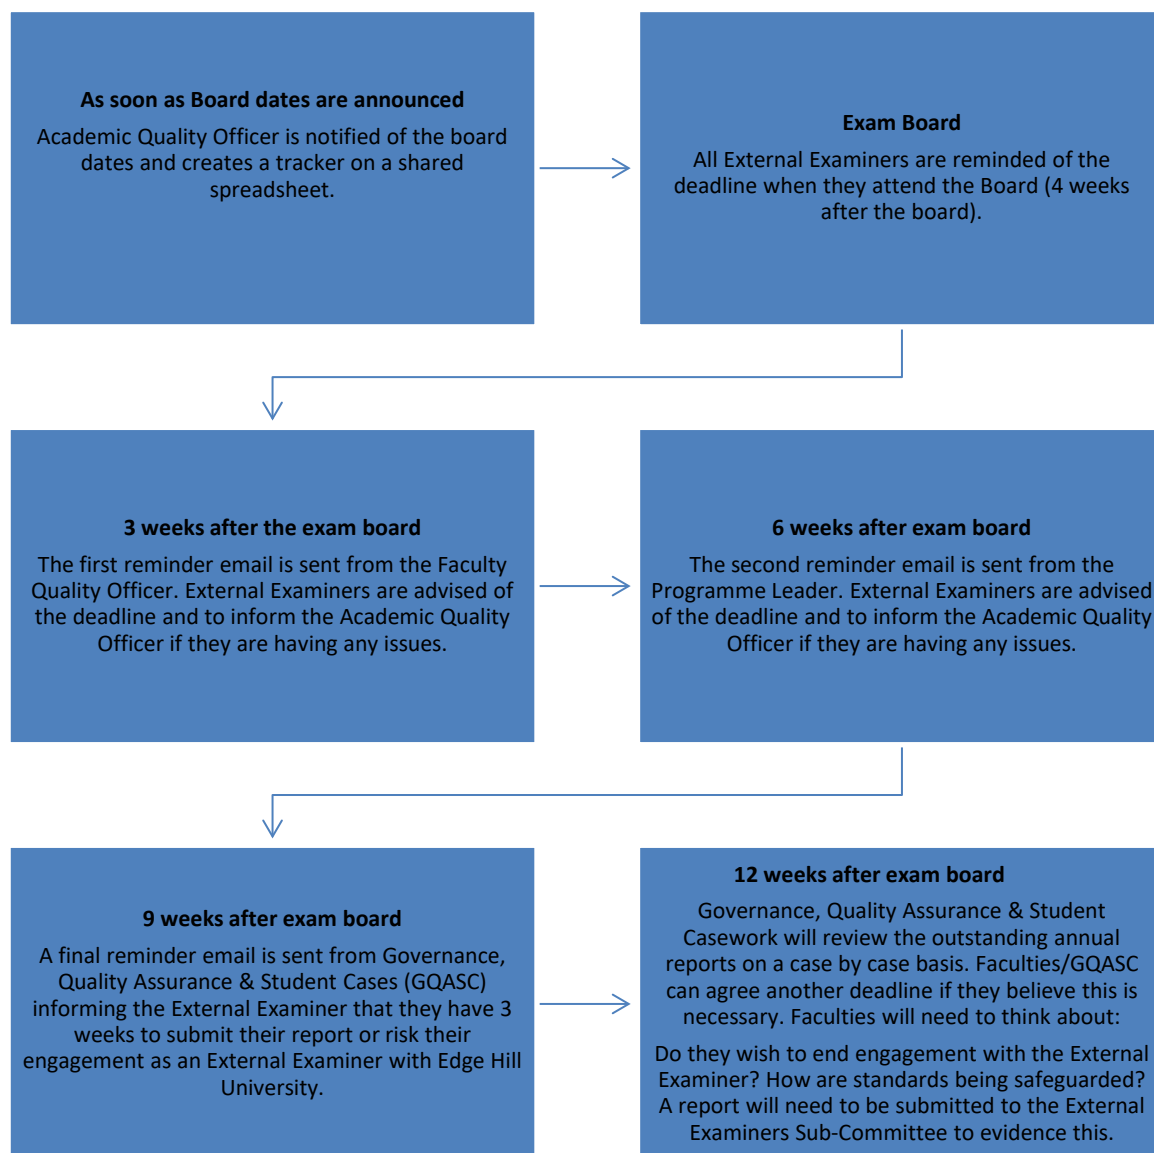 As soon as Board dates are announced
Academic Quality Officer is notified of the board
dates and creates a tracker on a shared
spreadsheet.
Exam Board
All External Examiners are reminded of the
deadline when they attend the Board (4 weeks
after the board).
3 weeks after the exam board
The first reminder email is sent from the Faculty
Quality Officer. External Examiners are advised of
the deadline and to inform the Academic Quality
Officer if they are having any issues.
6 weeks after exam board
The second reminder email is sent from the
Programme Leader. External Examiners are advised
of the deadline and to inform the Academic Quality
Officer if they are having any issues.
9 weeks after exam board
A final reminder email is sent from Governance,
Quality Assurance & Student Cases (GQASC)
informing the External Examiner that they have 3
weeks to submit their report or risk their
engagement as an External Examiner with Edge Hill
University.
12 weeks after exam board
Governance, Quality Assurance & Student
Casework will review the outstanding annual
reports on a case by case basis. Faculties/GQASC
can agree another deadline if they believe this is
necessary. Faculties will need to think about:
Do they wish to end engagement with the External
Examiner? How are standards being safeguarded?
A report will need to be submitted to the External
Examiners Sub-Committee to evidence this.